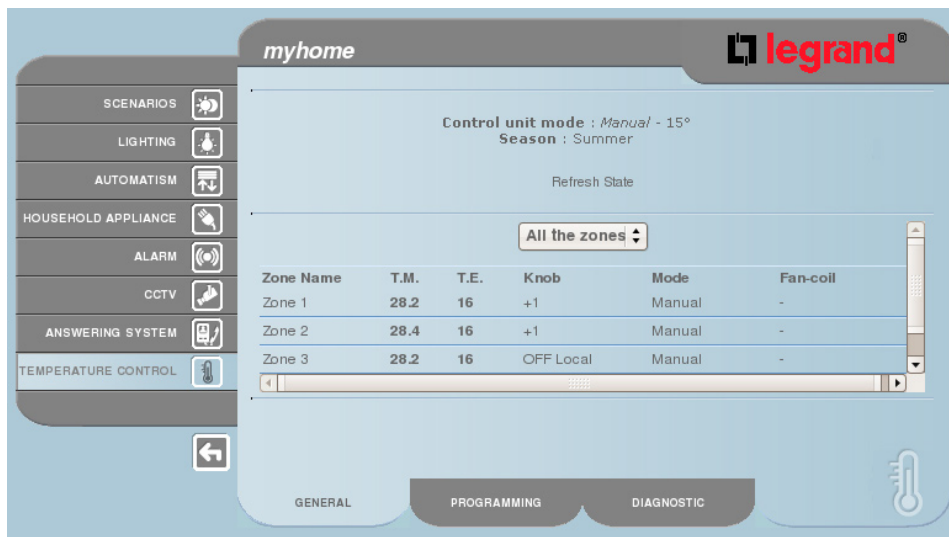 myhome
legrand®
SCENARIOS
LIGHTING
AUTOMATISM
HOUSEHOLD APPLIANCE
ALARM
CCTV
ANSWERING SYSTEM
TEMPERATURE CONTROL
Control unit mode : Manual - 15°
Season : Summer
Refresh State
All the zones
Zone Name T.M. T.E. Knob Mode Fan-coil
Zone 1 28.2 16 +1 Manual -
Zone 2 28.4 16 +1 Manual -
Zone 3 28.2 16 OFF Local Manual -
GENERAL PROGRAMMING DIAGNOSTIC